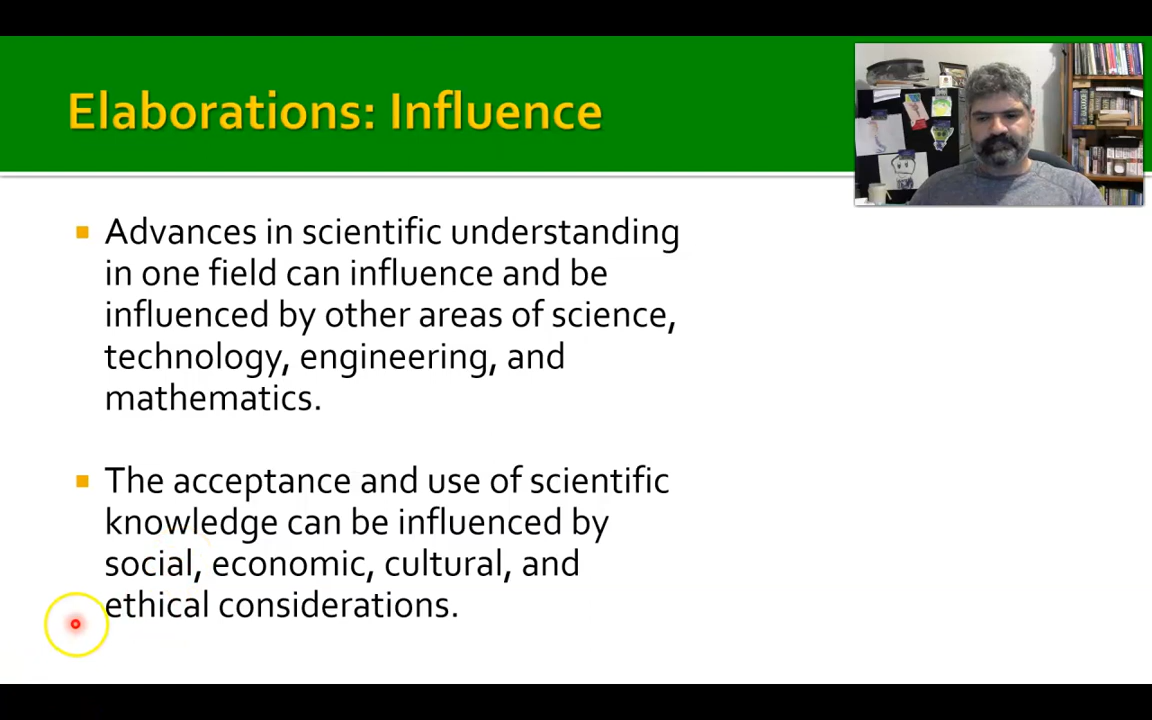 Elaborations: Influence
Advances in scientific understanding
in one field can influence and be
influenced by other areas of science,
technology, engineering, and
mathematics.
The acceptance and use of scientific
knowledge can be influenced by
social, economic, cultural, and
ethical considerations.